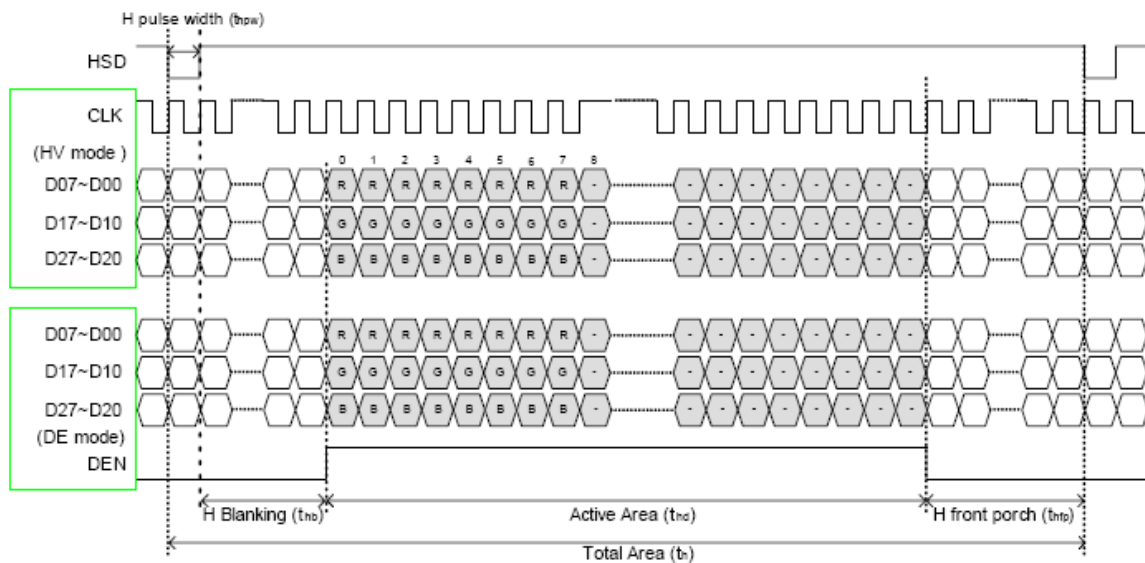 H pulse width (thpw)
HSD
CLK
(HV mode )
0 1 2 3 4 5 6 7 8
D07~D00 R R R R R R R R - - - - - - - - -
D17~D10 G G G G G G G G - - - - - - - - -
D27~D20 B B B B B B B B - - - - - - - - -
D07~D00 R R R R R R R R - - - - - - - - -
D17~D10 G G G G G G G G - - - - - - - - -
D27~D20 B B B B B B B B - - - - - - - - -
(DE mode)
DEN
H Blanking (thb) Active Area (thd) H front porch (thfp)
Total Area (th)